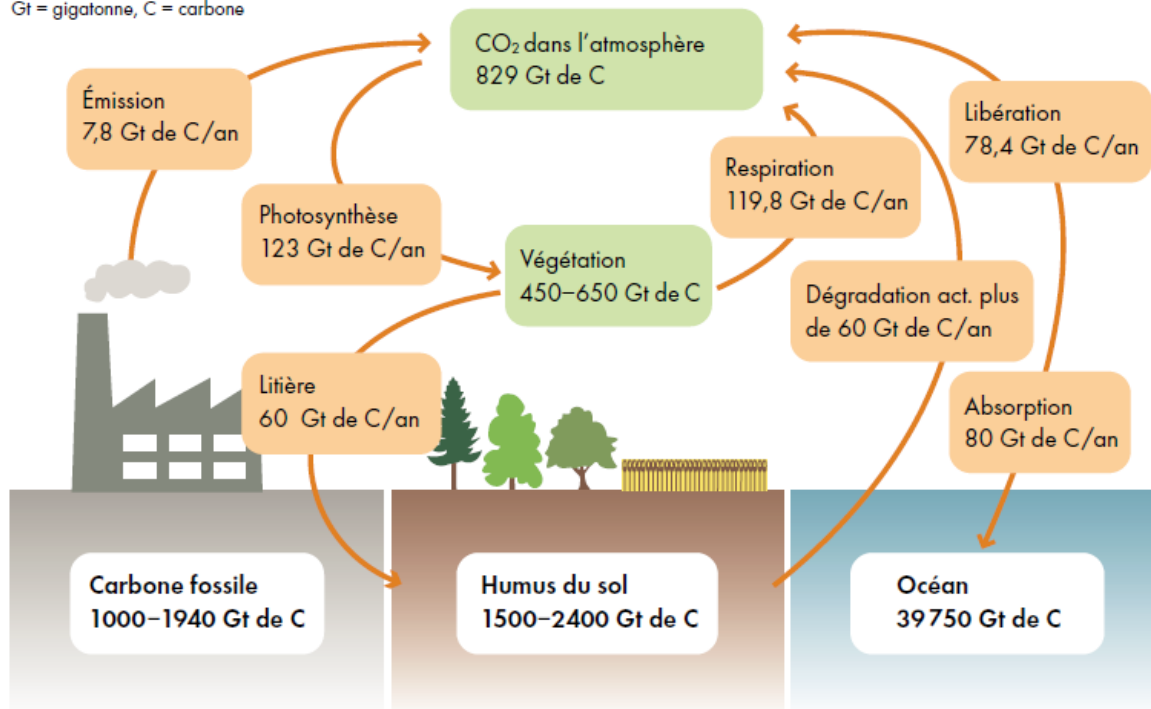 Gt = gigatonne, C = carbone
CO₂ dans l'atmosphère
829 Gt de C
Émission
7,8 Gt de C/an
Libération
78,4 Gt de C/an
Respiration
119,8 Gt de C/an
Photosynthèse
123 Gt de C/an
Végétation
450–650 Gt de C
Dégradation act. plus
de 60 Gt de C/an
Litière
60 Gt de C/an
Absorption
80 Gt de C/an
Carbone fossile
1000–1940 Gt de C
Humus du sol
1500–2400 Gt de C
Océan
39 750 Gt de C